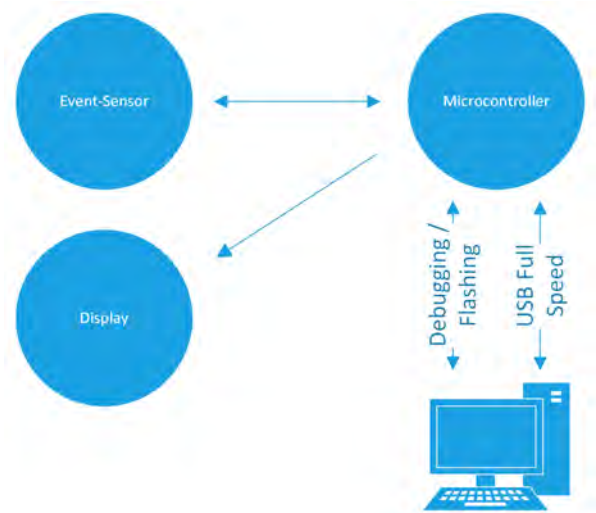 Event-Sensor
Microcontroller
Display
Debugging /
Flashing
USB Full
Speed